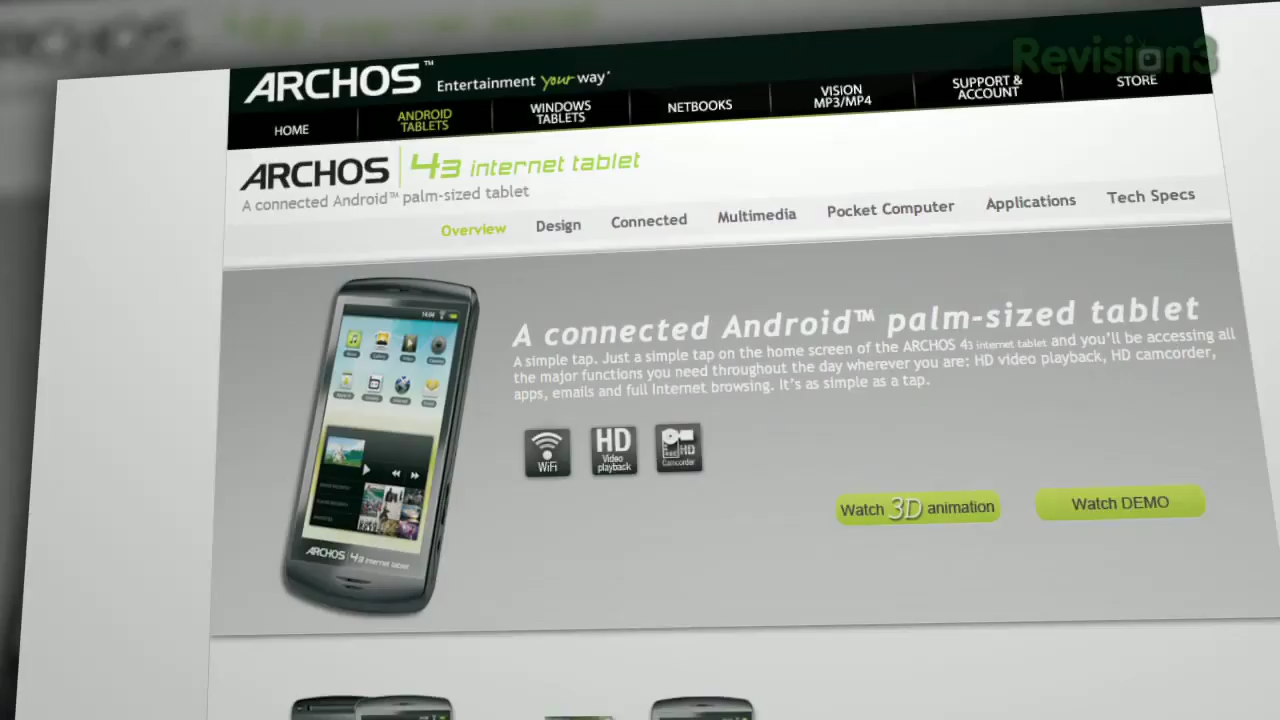 ARCHOS
Revision3
ARCHOS™ Entertainment your way*
HOME
ANDROID
TABLETS
WINDOWS
TABLETS
NETBOOKS
VISION
MP3/MP4
SUPPORT &
ACCOUNT
STORE
ARCHOS 43 internet tablet
A connected Android™ palm-sized tablet
Overview Design Connected Multimedia Pocket Computer Applications Tech Specs
A connected Android™ palm-sized tablet
A simple tap. Just a simple tap on the home screen of the ARCHOS 43 internet tablet and you'll be accessing all
the major functions you need throughout the day wherever you are: HD video playback, HD camcorder,
apps, emails and full Internet browsing. It's as simple as a tap.
WiFi
HD
Video
playback
HD
Camcorder
Watch 3D animation
Watch DEMO
14:04
ARCHOS 43 internet tablet